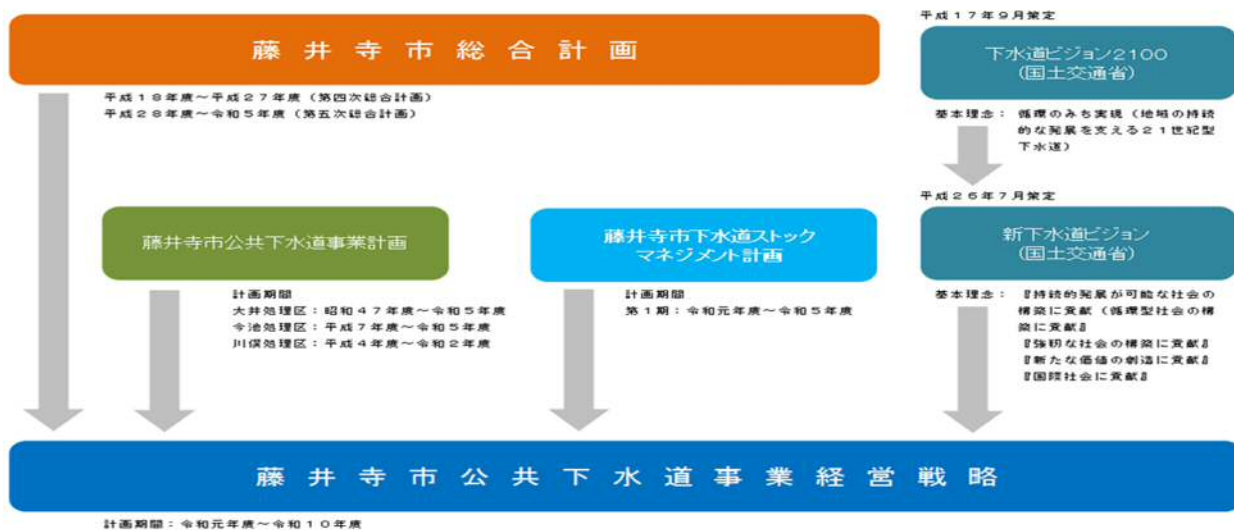 藤井寺市総合計画
平成18年度～平成27年度（第四次総合計画）
平成28年度～令和5年度（第五次総合計画）
平成17年9月策定
下水道ビジョン2100
（国土交通省）
基本理念： 循環のみち実現（地域の持続
的な発展を支える21世紀型
下水道）
藤井寺市公共下水道事業計画
計画期間
大井処理区：昭和47年度～令和5年度
今池処理区：平成7年度～令和5年度
川俣処理区：平成4年度～令和2年度
藤井寺市下水道ストック
マネジメント計画
計画期間
第1期：令和元年度～令和5年度
平成26年7月策定
新下水道ビジョン
（国土交通省）
基本理念： 『持続的発展が可能な社会の
構築に貢献（循環型社会の構
築に貢献』
『強靭な社会の構築に貢献』
『新たな価値の創造に貢献』
『国際社会に貢献』
藤井寺市公共下水道事業経営戦略
計画期間：令和元年度～令和10年度